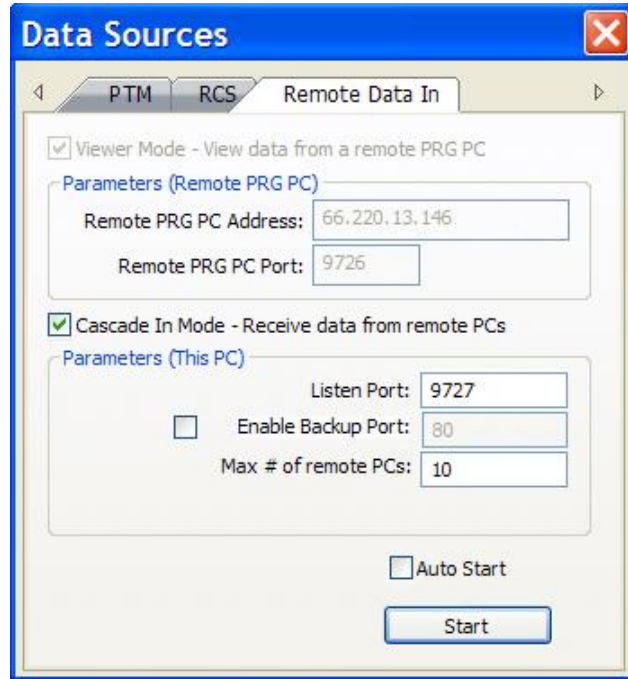 Data Sources
PTM RCS Remote Data In
Viewer Mode - View data from a remote PRG PC
Parameters (Remote PRG PC)
Remote PRG PC Address: 66.220.13.146
Remote PRG PC Port: 9726
Cascade In Mode - Receive data from remote PCs
Parameters (This PC)
Listen Port: 9727
Enable Backup Port: 80
Max # of remote PCs: 10
Auto Start
Start